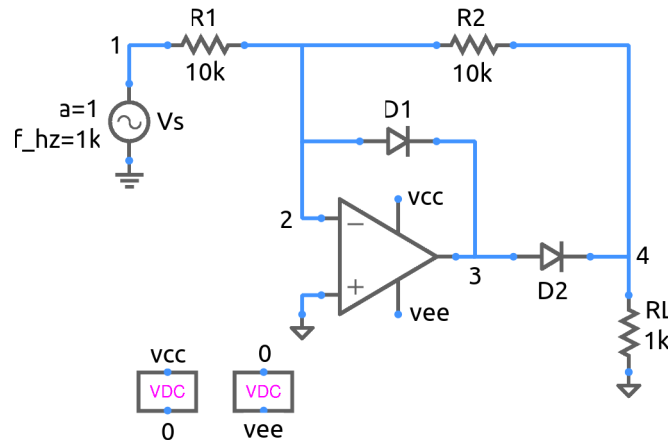 R1
R2
1
10k
10k
a=1
f_hz=1k
Vs
D1
vcc
2
3
4
D2
vee
RL
1k
vcc
0
VDC
VDC
0
vee